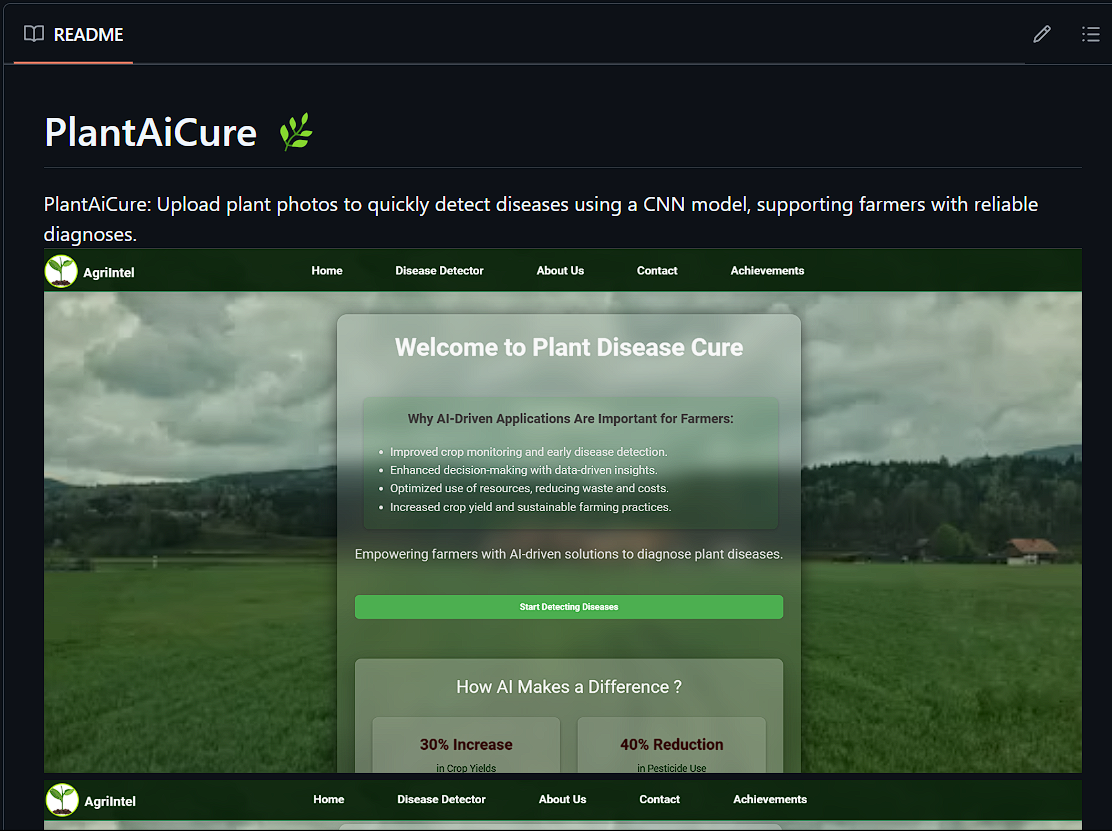 README
PlantAiCure
PlantAiCure: Upload plant photos to quickly detect diseases using a CNN model, supporting farmers with reliable
diagnoses.
AgriIntel Home Disease Detector About Us Contact Achievements
Welcome to Plant Disease Cure
Why AI-Driven Applications Are Important for Farmers:
• Improved crop monitoring and early disease detection.
• Enhanced decision-making with data-driven insights.
• Optimized use of resources, reducing waste and costs.
• Increased crop yield and sustainable farming practices.
Empowering farmers with AI-driven solutions to diagnose plant diseases.
Start Detecting Diseases
How AI Makes a Difference ?
30% Increase
in Crop Yields
40% Reduction
in Pesticide Use
AgriIntel Home Disease Detector About Us Contact Achievements